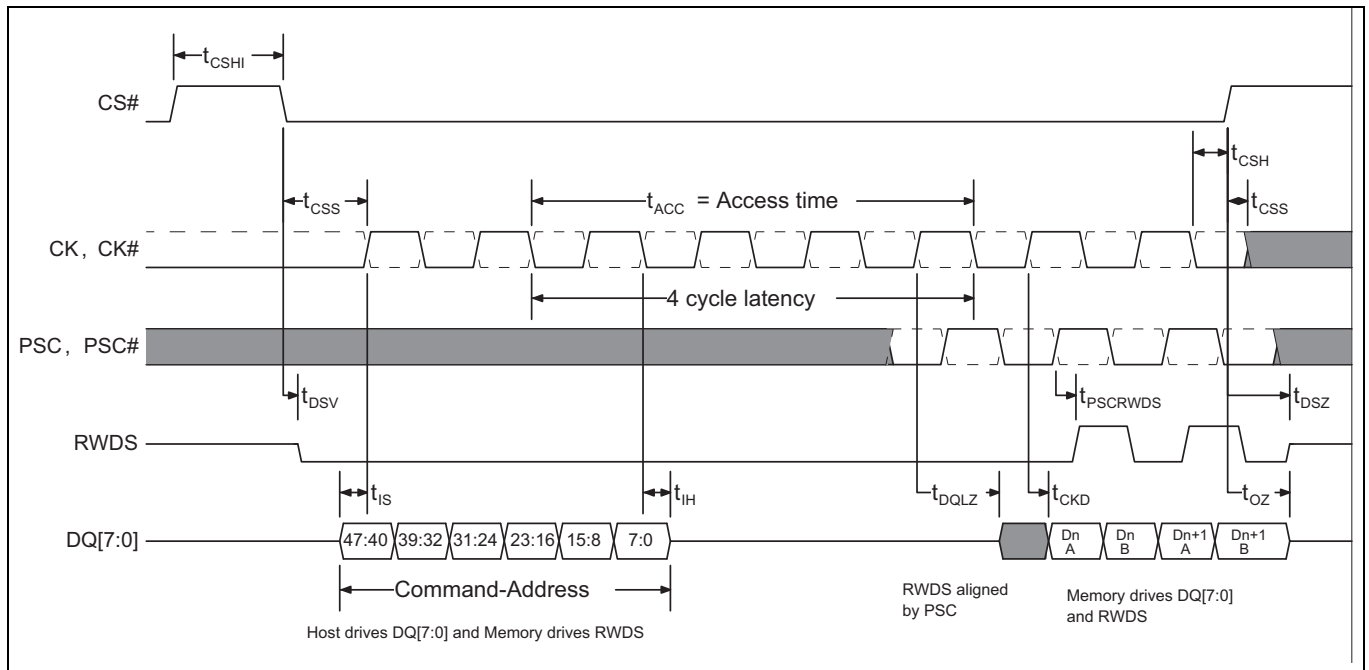 tCSHI
CS#
tCSH
tCSS
tACC = Access time
tCSS
CK, CK#
4 cycle latency
PSC, PSC#
tDSV
tPSCRWDS
tDSZ
RWDS
tIS
tIH
tDQLZ
tCKD
tOZ
DQ[7:0]
47:40 39:32 31:24 23:16 15:8 7:0
Dn A
Dn B
Dn+1 A
Dn+1 B
Command-Address
RWDS aligned
by PSC
Memory drives DQ[7:0]
and RWDS
Host drives DQ[7:0] and Memory drives RWDS